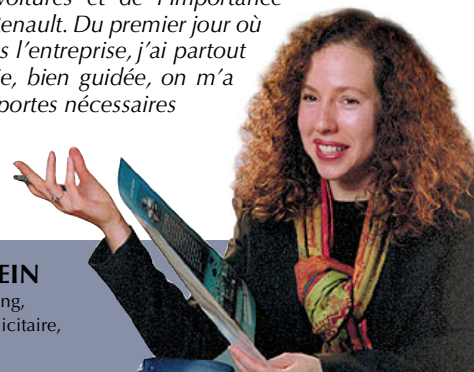 voitures et de l'importance
Renault. Du premier jour où
s l'entreprise, j'ai partout
e, bien guidée, on m'a
portes nécessaires
EIN
ng,
icitaire,